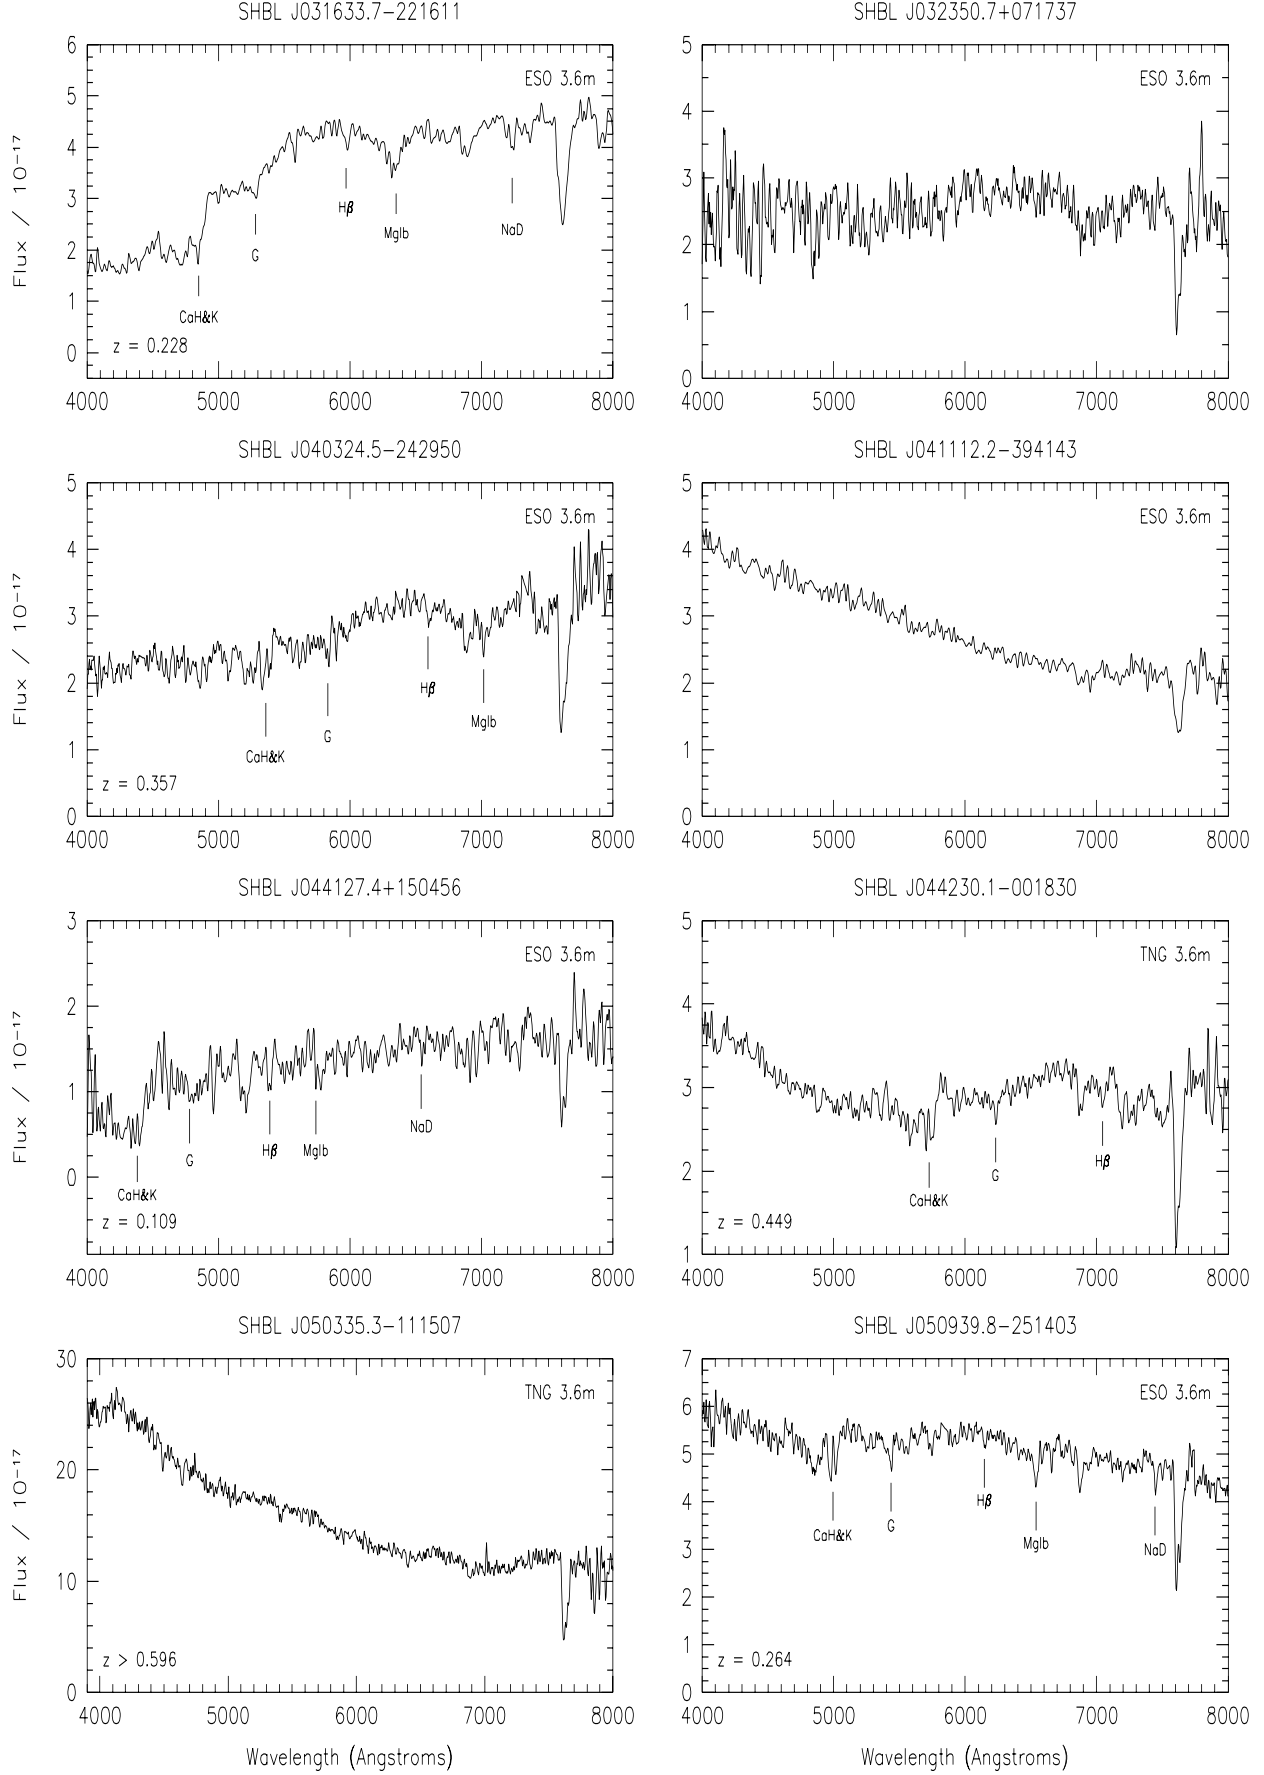 SHBL J031633.7−221611
SHBL J032350.7+071737
6
5
4
3
2
1
0
Flux / 10⁻¹⁷
ESO 3.6m
Hβ
MgIb
NaD
G
CaH&K
z = 0.228
4000 5000 6000 7000 8000
5
4
3
2
1
0
ESO 3.6m
4000 5000 6000 7000 8000
SHBL J040324.5−242950
SHBL J041112.2−394143
5
4
3
2
1
0
Flux / 10⁻¹⁷
ESO 3.6m
Hβ
MgIb
G
CaH&K
z = 0.357
4000 5000 6000 7000 8000
5
4
3
2
1
0
ESO 3.6m
4000 5000 6000 7000 8000
SHBL J044127.4+150456
SHBL J044230.1−001830
3
2
1
0
Flux / 10⁻¹⁷
ESO 3.6m
NaD
Hβ
MgIb
G
CaH&K
z = 0.109
4000 5000 6000 7000 8000
5
4
3
2
1
TNG 3.6m
Hβ
G
CaH&K
z = 0.449
4000 5000 6000 7000 8000
SHBL J050335.3−111507
SHBL J050939.8−251403
30
20
10
0
Flux / 10⁻¹⁷
TNG 3.6m
z > 0.596
4000 5000 6000 7000 8000
Wavelength (Angstroms)
7
6
5
4
3
2
1
0
ESO 3.6m
Hβ
G
CaH&K
MgIb
NaD
z = 0.264
4000 5000 6000 7000 8000
Wavelength (Angstroms)